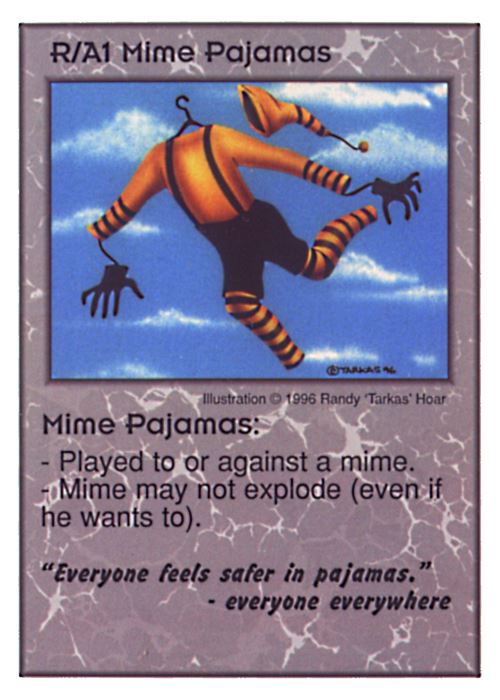 R/A1 Mime Pajamas
©TARKAS 96
Illustration © 1996 Randy 'Tarkas' Hoar
Mime Pajamas:
- Played to or against a mime.
- Mime may not explode (even if
he wants to).
"Everyone feels safer in pajamas."
- everyone everywhere